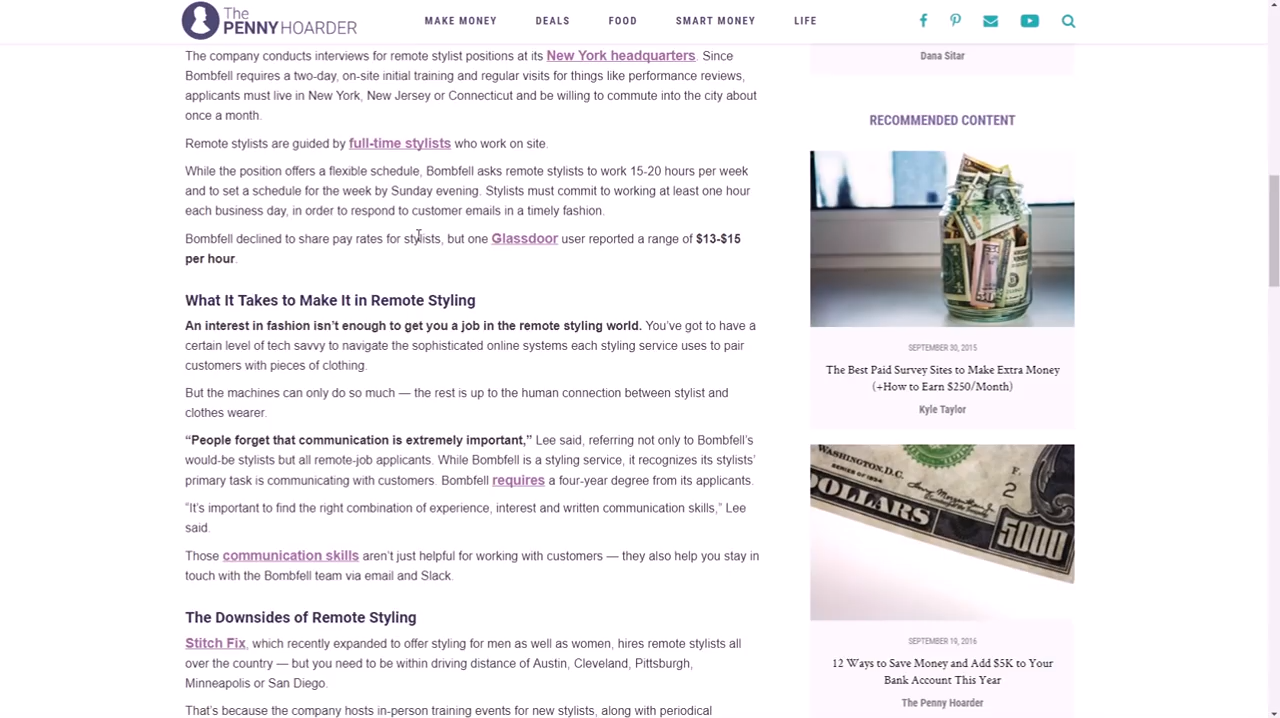 The
PENNYHOARDER
MAKE MONEY
DEALS
FOOD
SMART MONEY
LIFE
The company conducts interviews for remote stylist positions at its New York headquarters. Since
Bombfell requires a two-day, on-site initial training and regular visits for things like performance reviews,
applicants must live in New York, New Jersey or Connecticut and be willing to commute into the city about
once a month.
Remote stylists are guided by full-time stylists who work on site.
While the position offers a flexible schedule, Bombfell asks remote stylists to work 15-20 hours per week
and to set a schedule for the week by Sunday evening. Stylists must commit to working at least one hour
each business day, in order to respond to customer emails in a timely fashion.
Bombfell declined to share pay rates for stylists, but one Glassdoor user reported a range of $13-$15
per hour.
What It Takes to Make It in Remote Styling
An interest in fashion isn’t enough to get you a job in the remote styling world. You’ve got to have a
certain level of tech savvy to navigate the sophisticated online systems each styling service uses to pair
customers with pieces of clothing.
But the machines can only do so much — the rest is up to the human connection between stylist and
clothes wearer.
“People forget that communication is extremely important,” Lee said, referring not only to Bombfell’s
would-be stylists but all remote-job applicants. While Bombfell is a styling service, it recognizes its stylists’
primary task is communicating with customers. Bombfell requires a four-year degree from its applicants.
“It’s important to find the right combination of experience, interest and written communication skills,” Lee
said.
Those communication skills aren’t just helpful for working with customers — they also help you stay in
touch with the Bombfell team via email and Slack.
The Downsides of Remote Styling
Stitch Fix, which recently expanded to offer styling for men as well as women, hires remote stylists all
over the country — but you need to be within driving distance of Austin, Cleveland, Pittsburgh,
Minneapolis or San Diego.
That’s because the company hosts in-person training events for new stylists, along with periodical
Dana Sitar
RECOMMENDED CONTENT
SEPTEMBER 30, 2015
The Best Paid Survey Sites to Make Extra Money
(+How to Earn $250/Month)
Kyle Taylor
WASHINGTON, D.C.
SERIES OF 1934
F
2
DOLLARS
5000
SEPTEMBER 19, 2016
12 Ways to Save Money and Add $5K to Your
Bank Account This Year
The Penny Hoarder